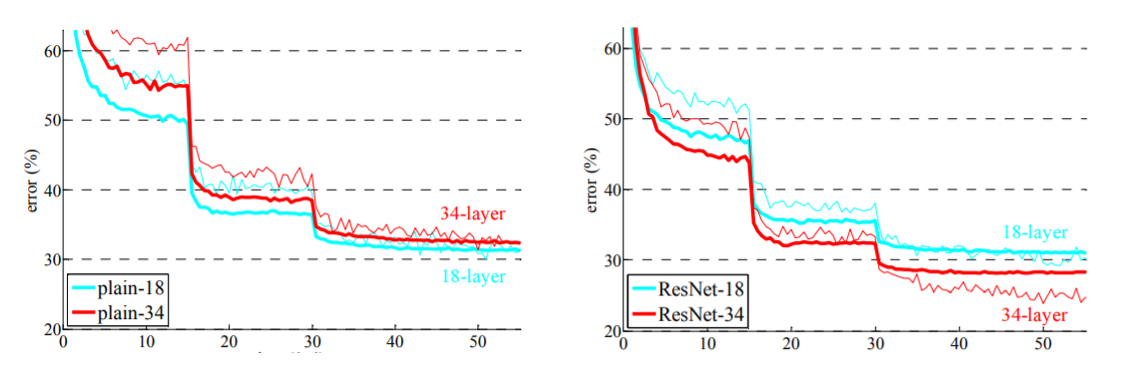 60
50
40
30
20
error (%)
34-layer
18-layer
plain-18
plain-34
0 10 20 30 40 50
60
50
40
30
20
error (%)
18-layer
34-layer
ResNet-18
ResNet-34
0 10 20 30 40 50